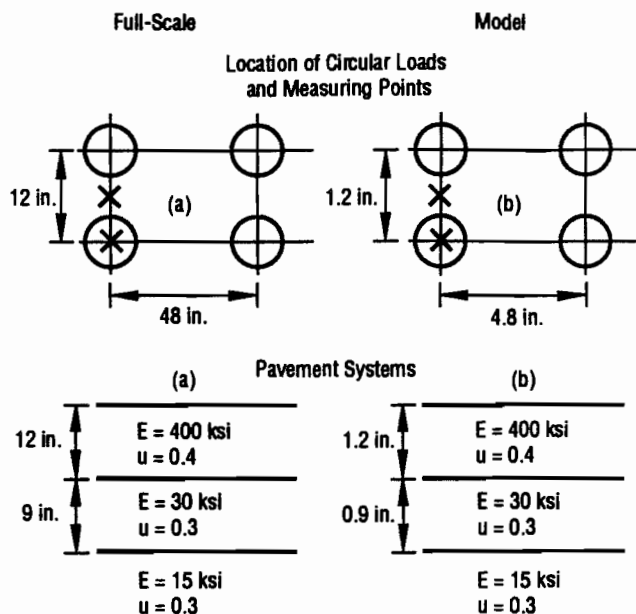 Full-Scale Model
Location of Circular Loads
and Measuring Points
12 in. (a) 1.2 in. (b)
48 in. 4.8 in.
Pavement Systems
(a) (b)
12 in. E = 400 ksi 1.2 in. E = 400 ksi
u = 0.4 u = 0.4
9 in. E = 30 ksi 0.9 in. E = 30 ksi
u = 0.3 u = 0.3
E = 15 ksi E = 15 ksi
u = 0.3 u = 0.3